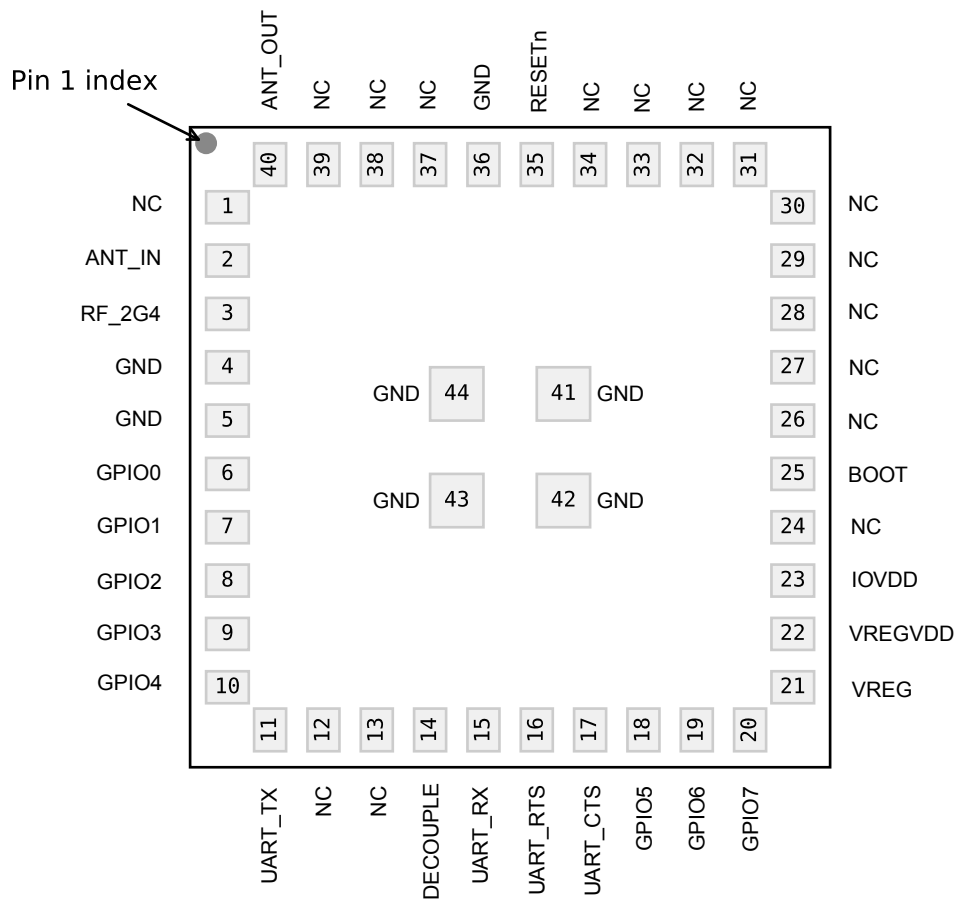 ANT_OUT NC NC NC GND RESETn NC NC NC NC
Pin 1 index
40 39 38 37 36 35 34 33 32 31
NC 1 30 NC
ANT_IN 2 29 NC
RF_2G4 3 28 NC
GND 4 27 NC
GND 44 41 GND
GND 5 26 NC
GPIO0 6 25 BOOT
GND 43 42 GND
GPIO1 7 24 NC
GPIO2 8 23 IOVDD
GPIO3 9 22 VREGVDD
GPIO4 10 21 VREG
11 12 13 14 15 16 17 18 19 20
UART_TX NC NC DECOUPLE UART_RX UART_RTS UART_CTS GPIO5 GPIO6 GPIO7